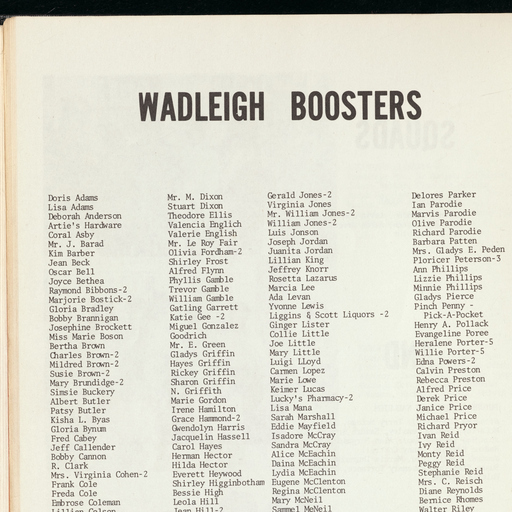 WADLEIGH BOOSTERS
Doris Adams
Lisa Adams
Deborah Anderson
Artie's Hardware
Coral Asby
Mr. J. Barad
Kim Barber
Jean Beck
Oscar Bell
Joyce Bethea
Raymond Bibbons-2
Marjorie Bostick-2
Gloria Bradley
Bobby Brannigan
Josephine Brockett
Miss Marie Boson
Bertha Brown
Charles Brown-2
Mildred Brown-2
Susie Brown-2
Mary Brundidge-2
Simsie Buckery
Albert Butler
Patsy Butler
Kisha L. Byas
Gloria Bynum
Fred Cabey
Jeff Callender
Bobby Cannon
R. Clark
Mrs. Virginia Cohen-2
Frank Cole
Freda Cole
Embrose Coleman
Lillian Colson
Mr. M. Dixon
Stuart Dixon
Theodore Ellis
Valencia Englich
Valerie English
Mr. Le Roy Fair
Olivia Fordham-2
Shirley Frost
Alfred Flynn
Phyllis Gamble
Trevor Gamble
William Gamble
Gatling Garrett
Katie Gee -2
Miguel Gonzalez
Goodrich
Mr. E. Green
Gladys Griffin
Hayes Griffin
Rickey Griffin
Sharon Griffin
N. Griffith
Marie Gordon
Irene Hamilton
Grace Hammond-2
Gwendolyn Harris
Jacquelin Hassell
Carol Hayes
Herman Hector
Hilda Hector
Everett Heywood
Shirley Higginbotham
Bessie High
Leola Hill
Jean Hill-2
Gerald Jones-2
Virginia Jones
Mr. William Jones-2
William Jones-2
Luis Jonson
Joseph Jordan
Juanita Jordan
Lillian King
Jeffrey Knorr
Rosetta Lazarus
Marcia Lee
Ada Levan
Yvonne Lewis
Liggins & Scott Liquors -2
Ginger Lister
Collie Little
Joe Little
Mary Little
Luigi LLoyd
Carmen Lopez
Marie Lowe
Keimer Lucas
Lucky's Pharmacy-2
Lisa Mana
Sarah Marshall
Eddie Mayfield
Isadore McCray
Sandra McCray
Alice McEachin
Daina McEachin
Lydia McEachin
Eugene McClenton
Regina McClenton
Mary McNeil
Sammel McNeil
Delores Parker
Ian Parodie
Marvis Parodie
Olive Parodie
Richard Parodie
Barbara Patten
Mrs. Gladys E. Peden
Ploricer Peterson-3
Ann Phillips
Lizzie Phillips
Minnie Phillips
Gladys Pierce
Pinch Penny -
Pick-A-Pocket
Henry A. Pollack
Evangeline Poree
Heralene Porter-5
Willie Porter-5
Edna Powers-2
Calvin Preston
Rebecca Preston
Alfred Price
Derek Price
Janice Price
Michael Price
Richard Pryor
Ivan Reid
Ivy Reid
Monty Reid
Peggy Reid
Stephanie Reid
Mrs. C. Reisch
Diane Reynolds
Bernice Rhomes
Walter Riley